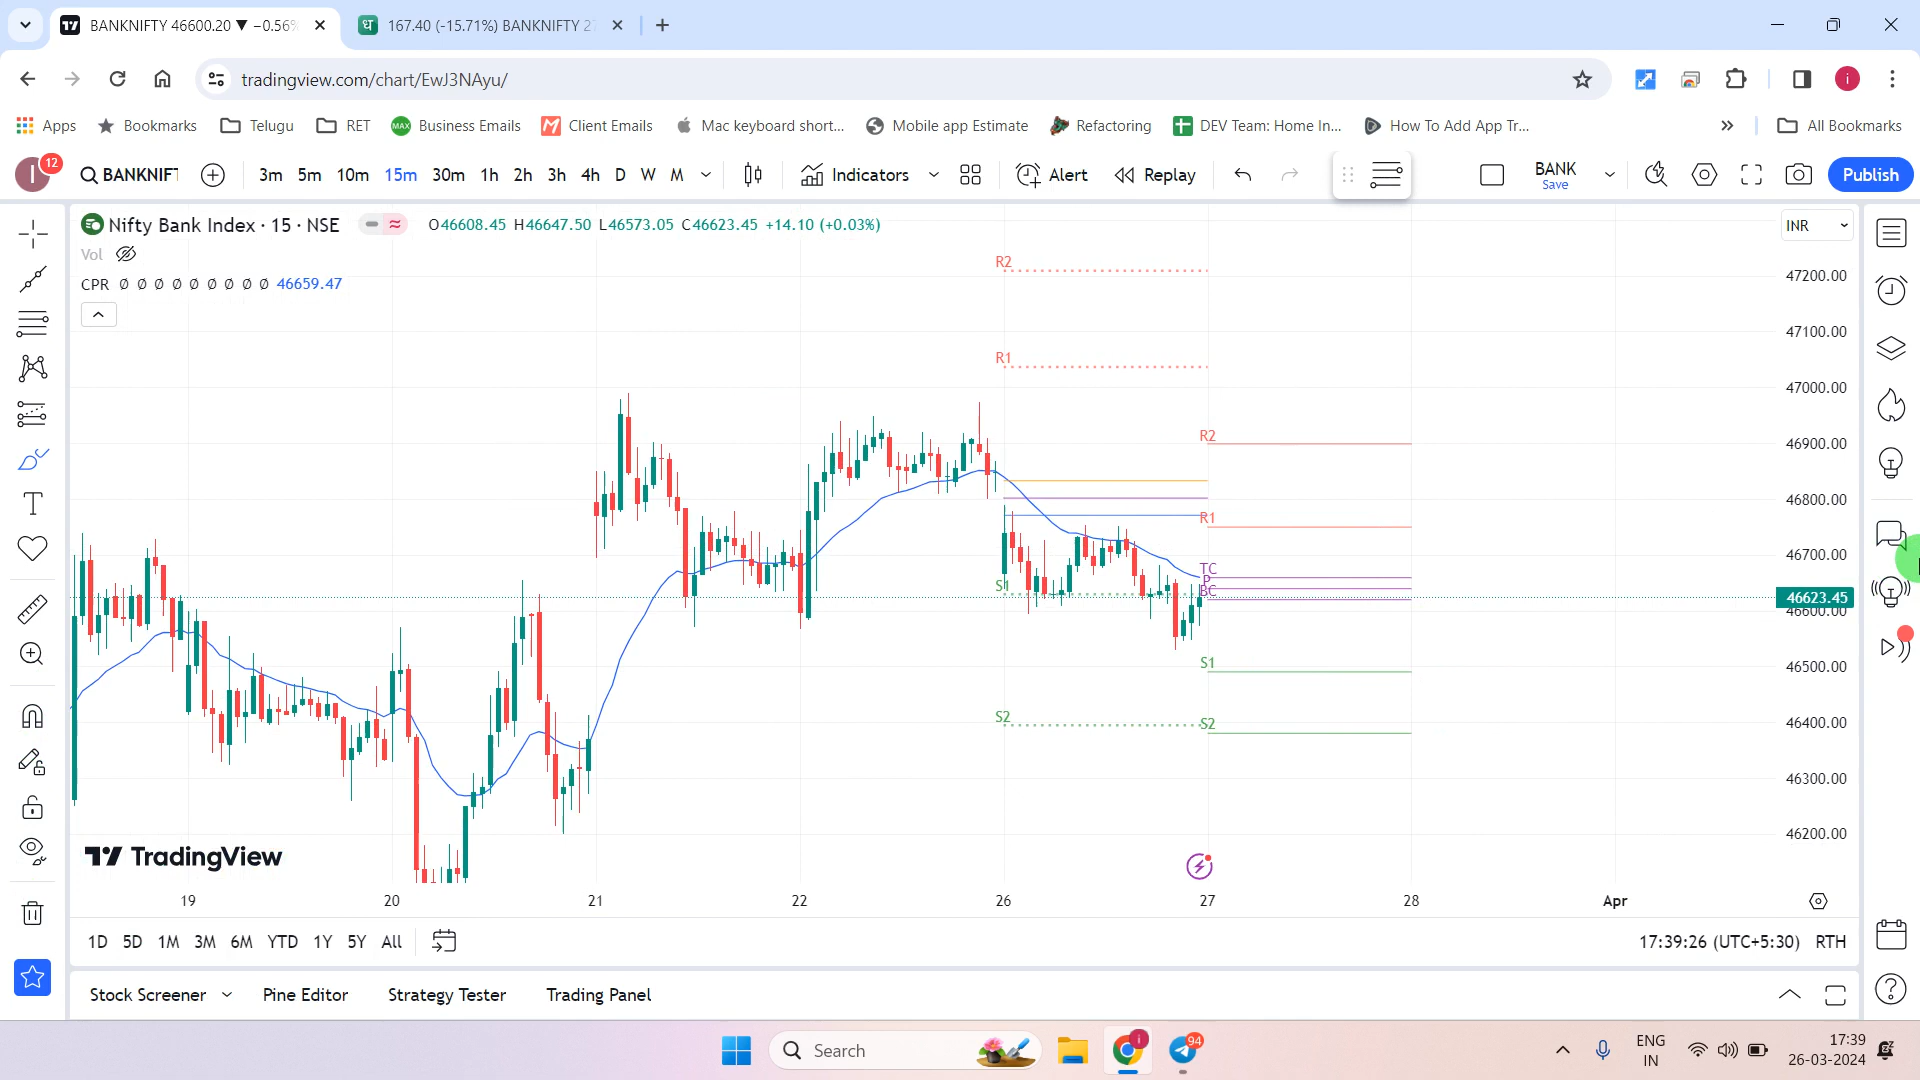 BANKNIFTY 46600.20 ▼ −0.56%
ध 167.40 (-15.71%) BANKNIFTY 27
tradingview.com/chart/EwJ3NAyu/
i
Apps Bookmarks Telugu RET MAX Business Emails Client Emails Mac keyboard short... Mobile app Estimate Refactoring DEV Team: Home In... How To Add App Tr... » All Bookmarks
I 12 BANKNIFT 3m 5m 10m 15m 30m 1h 2h 3h 4h D W M Indicators Alert Replay BANK Save Publish
Nifty Bank Index · 15 · NSE O46608.45 H46647.50 L46573.05 C46623.45 +14.10 (+0.03%) INR
Vol
CPR Ø Ø Ø Ø Ø Ø Ø Ø Ø 46659.47
R2
47200.00
47100.00
R1
47000.00
R2
46900.00
46800.00
R1
46700.00
TC
P
S1 BC
46623.45
46600.00
S1
46500.00
S2 S2
46400.00
46300.00
46200.00
TradingView
19 20 21 22 26 27 28 Apr
1D 5D 1M 3M 6M YTD 1Y 5Y All 17:39:26 (UTC+5:30) RTH
Stock Screener Pine Editor Strategy Tester Trading Panel
Search i 94 ENG IN 17:39 26-03-2024